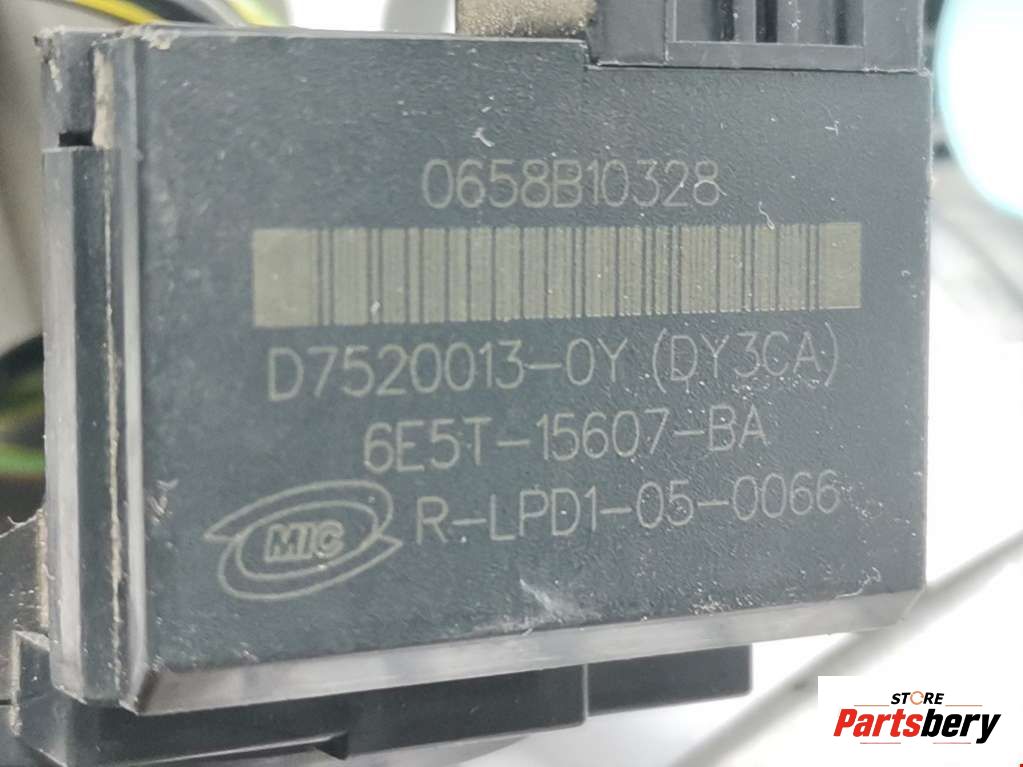 0658B10328
D7520013-0Y (DY3CA)
6E5T-15607-BA
MIC R-LPD1-05-0066
STORE
Partsbery